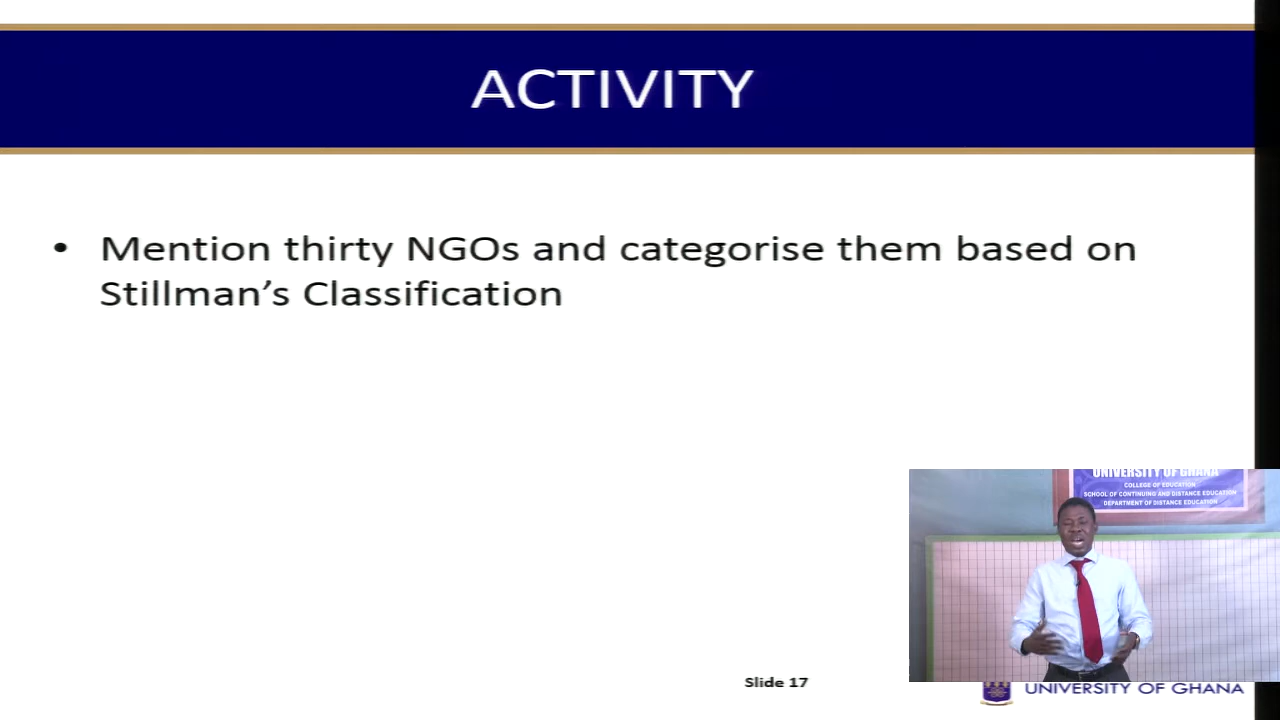 ACTIVITY
• Mention thirty NGOs and categorise them based on
Stillman's Classification
UNIVERSITY OF GHANA
COLLEGE OF EDUCATION
SCHOOL OF CONTINUING AND DISTANCE EDUCATION
DEPARTMENT OF DISTANCE EDUCATION
Slide 17
UNIVERSITY OF GHANA